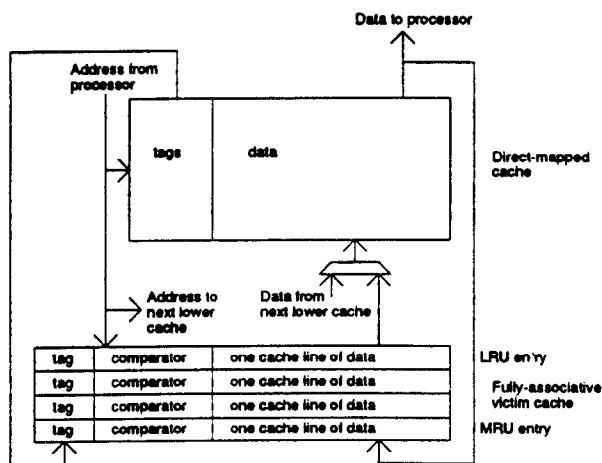 Data to processor
Address from
processor
tags
data
Direct-mapped
cache
Address to
next lower
cache
Data from
next lower cache
tag
comparator
one cache line of data
LRU entry
tag
comparator
one cache line of data
Fully-associative
victim cache
tag
comparator
one cache line of data
tag
comparator
one cache line of data
MRU entry